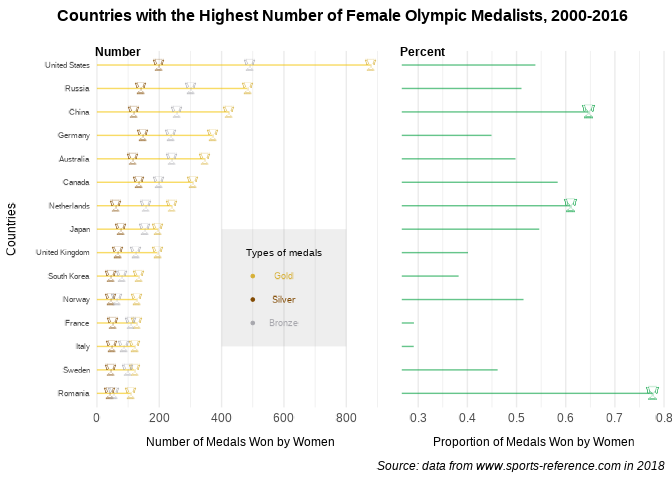 Countries with the Highest Number of Female Olympic Medalists, 2000-2016
Number
Percent
Countries
United States
Russia
China
Germany
Australia
Canada
Netherlands
Japan
United Kingdom
South Korea
Norway
France
Italy
Sweden
Romania
Types of medals
Gold
Silver
Bronze
0 200 400 600 800
0.3 0.4 0.5 0.6 0.7 0.8
Number of Medals Won by Women
Proportion of Medals Won by Women
Source: data from www.sports-reference.com in 2018